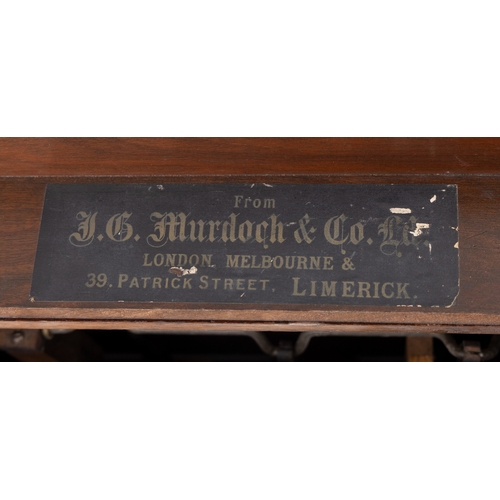 From
J.G. Murdoch & Co. Ld.
LONDON. MELBOURNE &
39. PATRICK STREET. LIMERICK.